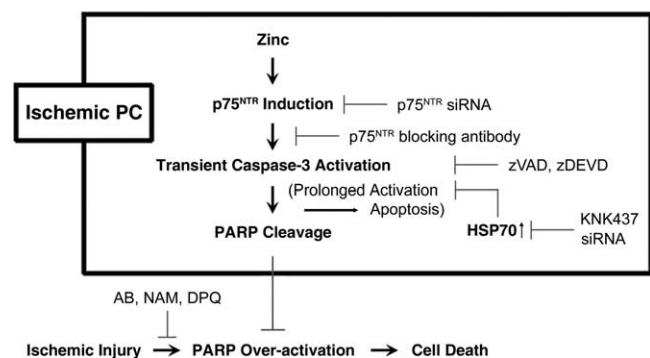 Zinc
Ischemic PC
p75ᴺᵀᴿ Induction
p75ᴺᵀᴿ siRNA
p75ᴺᵀᴿ blocking antibody
Transient Caspase-3 Activation
zVAD, zDEVD
(Prolonged Activation
Apoptosis)
PARP Cleavage
HSP70↑
KNK437
siRNA
AB, NAM, DPQ
Ischemic Injury
PARP Over-activation
Cell Death